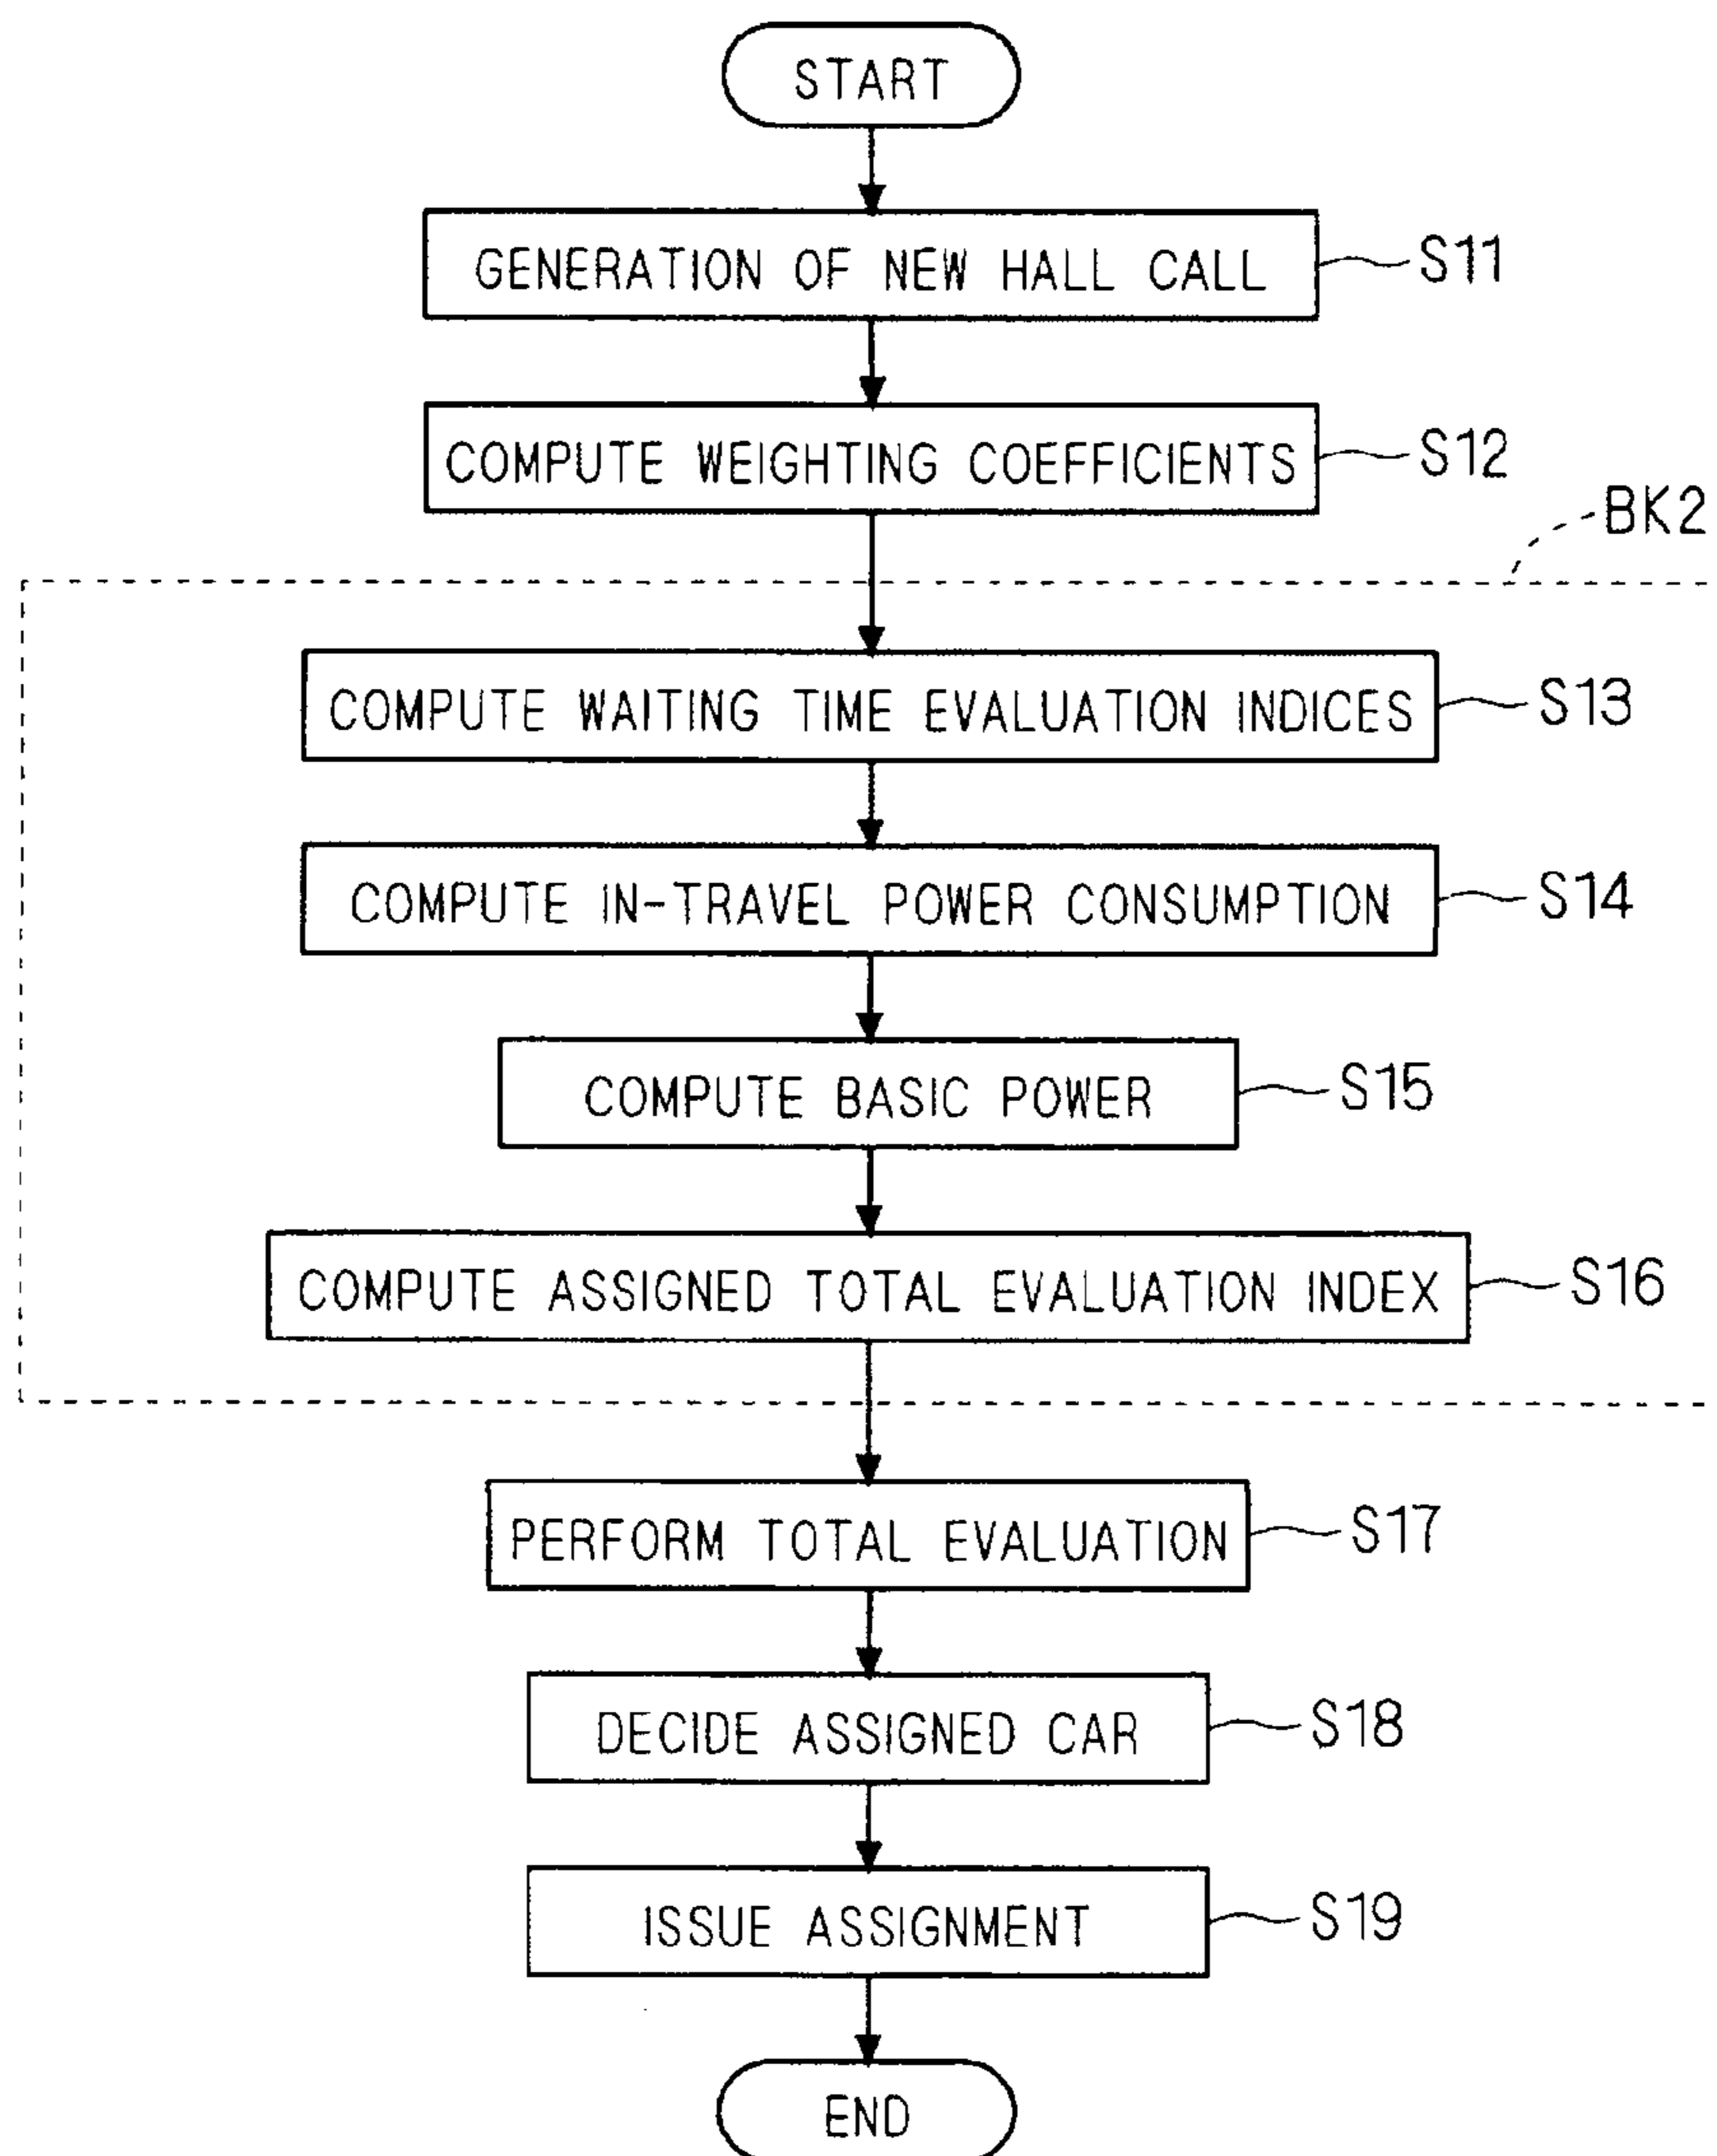 START
GENERATION OF NEW HALL CALL S11
COMPUTE WEIGHTING COEFFICIENTS S12
BK2
COMPUTE WAITING TIME EVALUATION INDICES S13
COMPUTE IN-TRAVEL POWER CONSUMPTION S14
COMPUTE BASIC POWER S15
COMPUTE ASSIGNED TOTAL EVALUATION INDEX S16
PERFORM TOTAL EVALUATION S17
DECIDE ASSIGNED CAR S18
ISSUE ASSIGNMENT S19
END